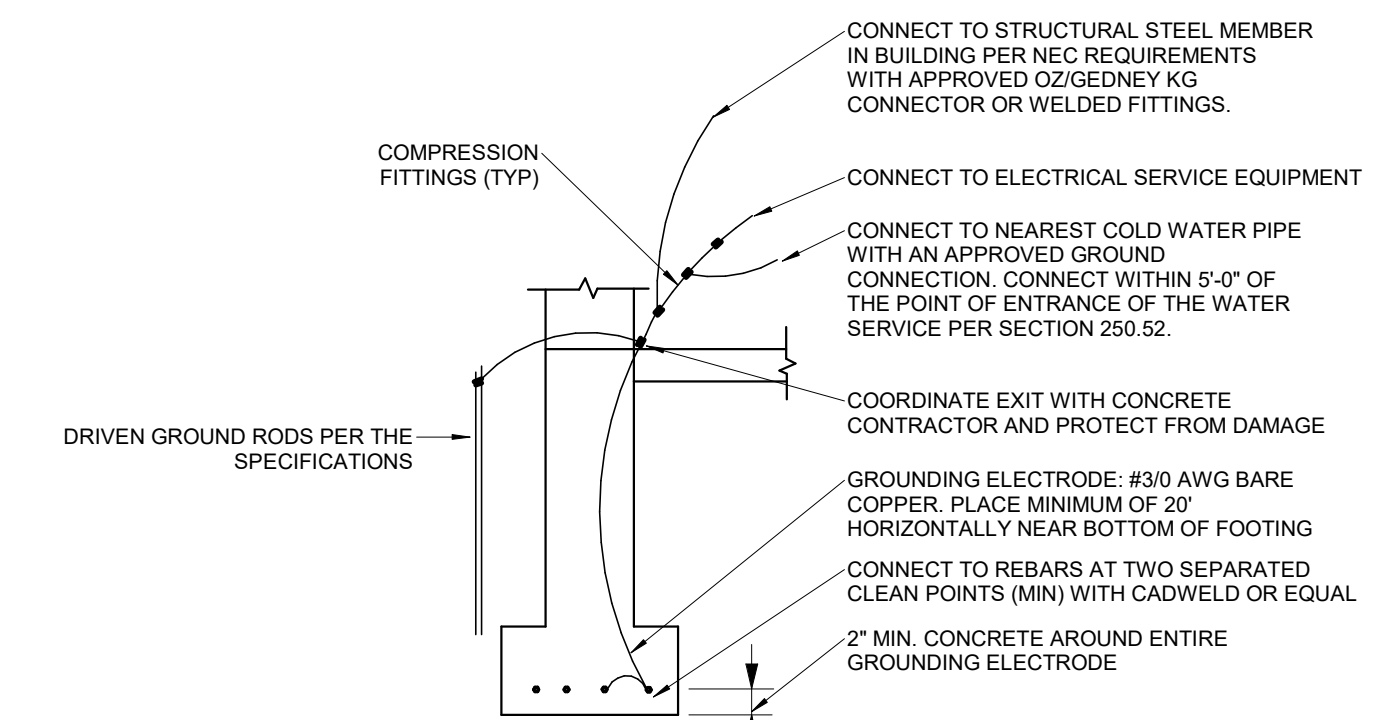 CONNECT TO STRUCTURAL STEEL MEMBER
IN BUILDING PER NEC REQUIREMENTS
WITH APPROVED OZ/GEDNEY KG
CONNECTOR OR WELDED FITTINGS.
COMPRESSION
FITTINGS (TYP)
CONNECT TO ELECTRICAL SERVICE EQUIPMENT
CONNECT TO NEAREST COLD WATER PIPE
WITH AN APPROVED GROUND
CONNECTION. CONNECT WITHIN 5'-0" OF
THE POINT OF ENTRANCE OF THE WATER
SERVICE PER SECTION 250.52.
COORDINATE EXIT WITH CONCRETE
CONTRACTOR AND PROTECT FROM DAMAGE
DRIVEN GROUND RODS PER THE
SPECIFICATIONS
GROUNDING ELECTRODE: #3/0 AWG BARE
COPPER. PLACE MINIMUM OF 20'
HORIZONTALLY NEAR BOTTOM OF FOOTING
CONNECT TO REBARS AT TWO SEPARATED
CLEAN POINTS (MIN) WITH CADWELD OR EQUAL
2" MIN. CONCRETE AROUND ENTIRE
GROUNDING ELECTRODE